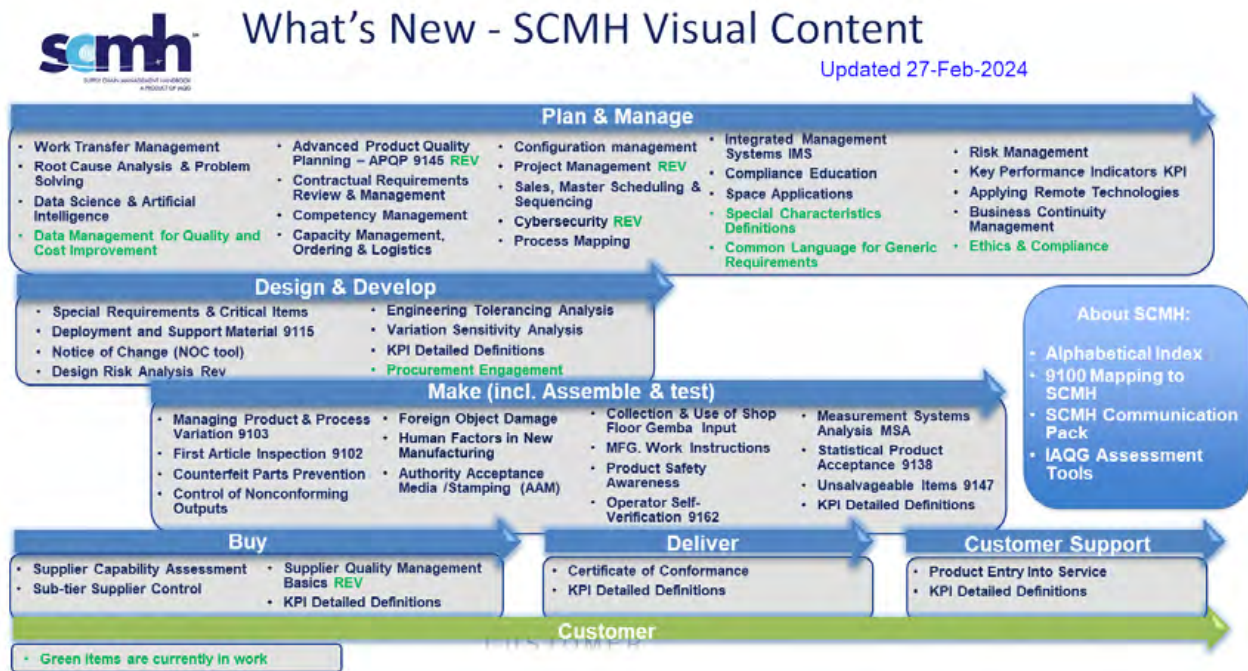 scmh
SUPPLY CHAIN MANAGEMENT HANDBOOK
A PRODUCT OF IAQG
What's New - SCMH Visual Content
Updated 27-Feb-2024
Plan & Manage
• Work Transfer Management
• Root Cause Analysis & Problem
Solving
• Data Science & Artificial
Intelligence
• Data Management for Quality and
Cost Improvement
• Advanced Product Quality
Planning – APQP 9145 REV
• Contractual Requirements
Review & Management
• Competency Management
• Capacity Management,
Ordering & Logistics
• Configuration management
• Project Management REV
• Sales, Master Scheduling &
Sequencing
• Cybersecurity REV
• Process Mapping
• Integrated Management
Systems IMS
• Compliance Education
• Space Applications
• Special Characteristics
Definitions
• Common Language for Generic
Requirements
• Risk Management
• Key Performance Indicators KPI
• Applying Remote Technologies
• Business Continuity
Management
• Ethics & Compliance
Design & Develop
• Special Requirements & Critical Items
• Deployment and Support Material 9115
• Notice of Change (NOC tool)
• Design Risk Analysis Rev
• Engineering Tolerancing Analysis
• Variation Sensitivity Analysis
• KPI Detailed Definitions
• Procurement Engagement
About SCMH:
• Alphabetical Index
• 9100 Mapping to
SCMH
• SCMH Communication
Pack
• IAQG Assessment
Tools
Make (incl. Assemble & test)
• Managing Product & Process
Variation 9103
• First Article Inspection 9102
• Counterfeit Parts Prevention
• Control of Nonconforming
Outputs
• Foreign Object Damage
• Human Factors in New
Manufacturing
• Authority Acceptance
Media /Stamping (AAM)
• Collection & Use of Shop
Floor Gemba Input
• MFG. Work Instructions
• Product Safety
Awareness
• Operator Self-
Verification 9162
• Measurement Systems
Analysis MSA
• Statistical Product
Acceptance 9138
• Unsalvageable Items 9147
• KPI Detailed Definitions
Buy
• Supplier Capability Assessment
• Sub-tier Supplier Control
• Supplier Quality Management
Basics REV
• KPI Detailed Definitions
Deliver
• Certificate of Conformance
• KPI Detailed Definitions
Customer Support
• Product Entry Into Service
• KPI Detailed Definitions
Customer
CUSTOMER
• Green items are currently in work